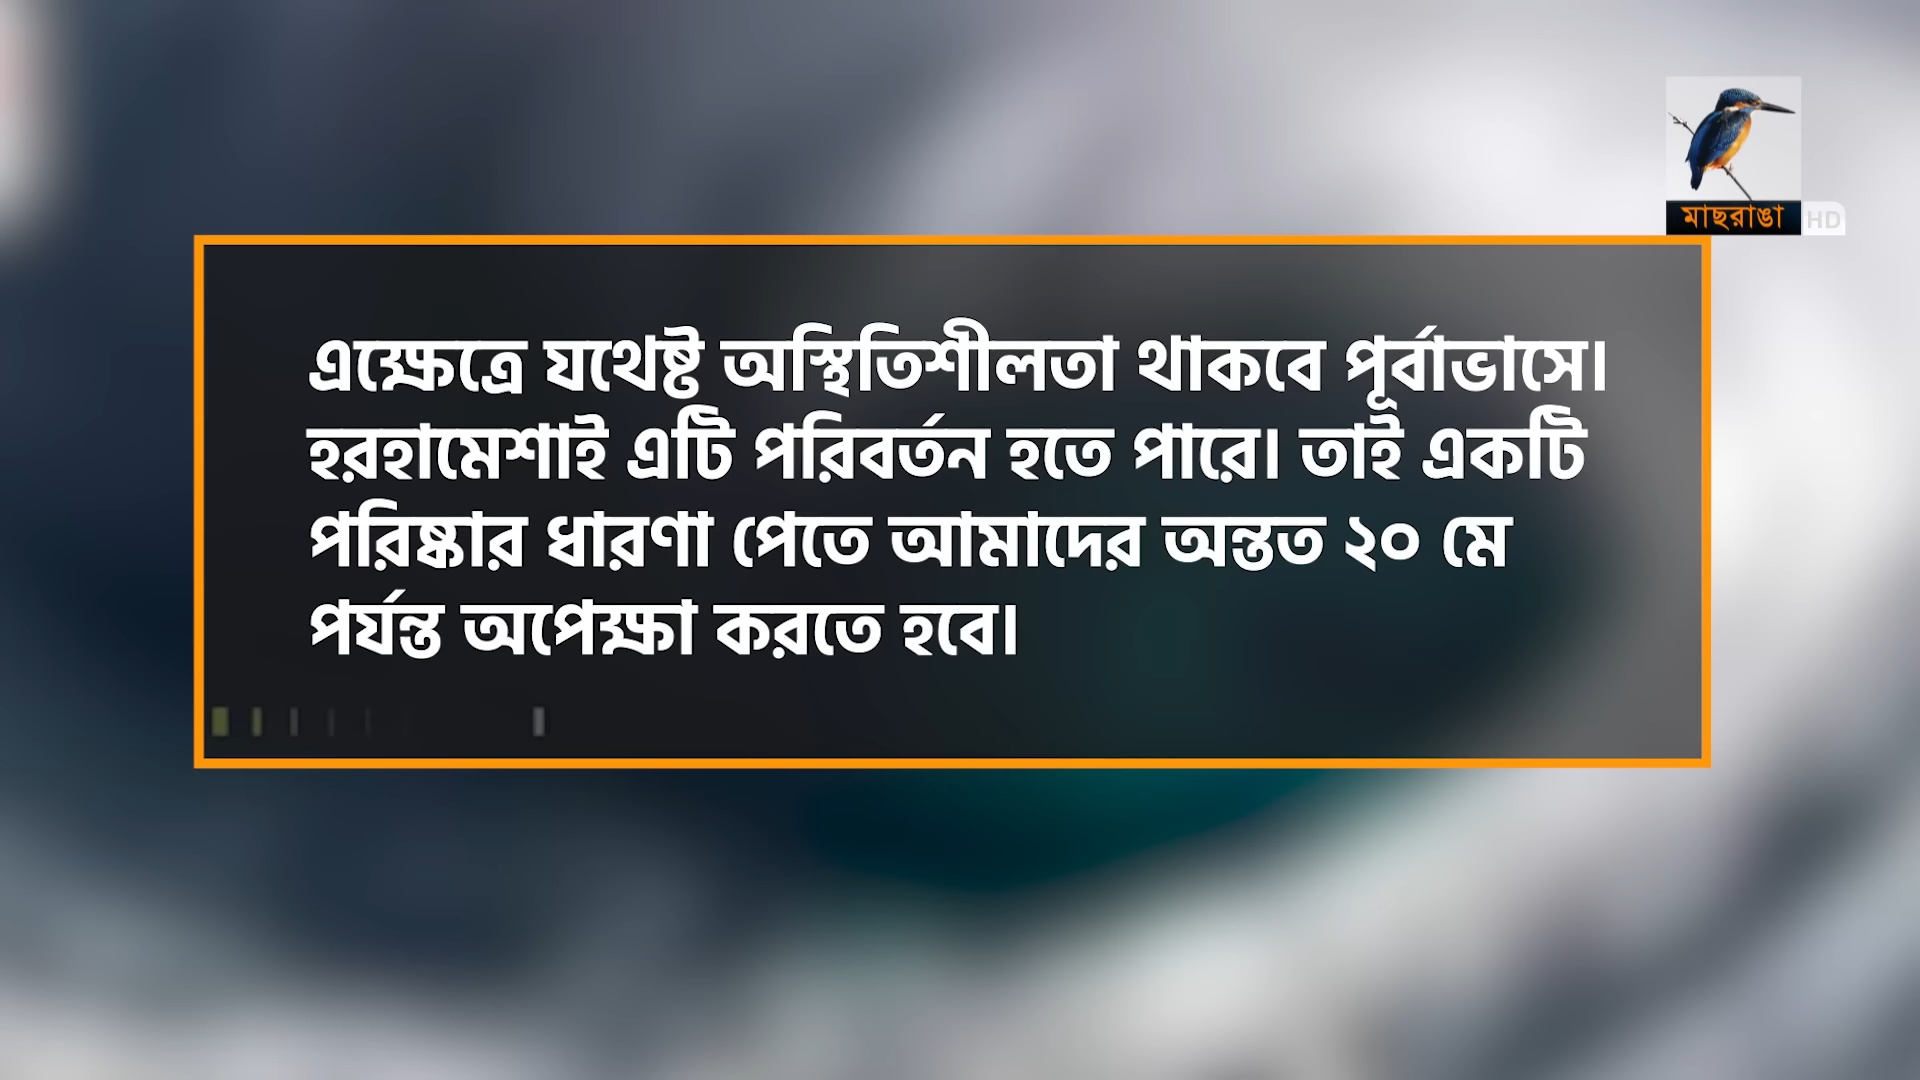 মাছরাঙা HD
এক্ষেত্রে যথেষ্ট অস্থিতিশীলতা থাকবে পূর্বাভাসে।
হরহামেশাই এটি পরিবর্তন হতে পারে। তাই একটি
পরিষ্কার ধারণা পেতে আমাদের অন্তত ২০ মে
পর্যন্ত অপেক্ষা করতে হবে।